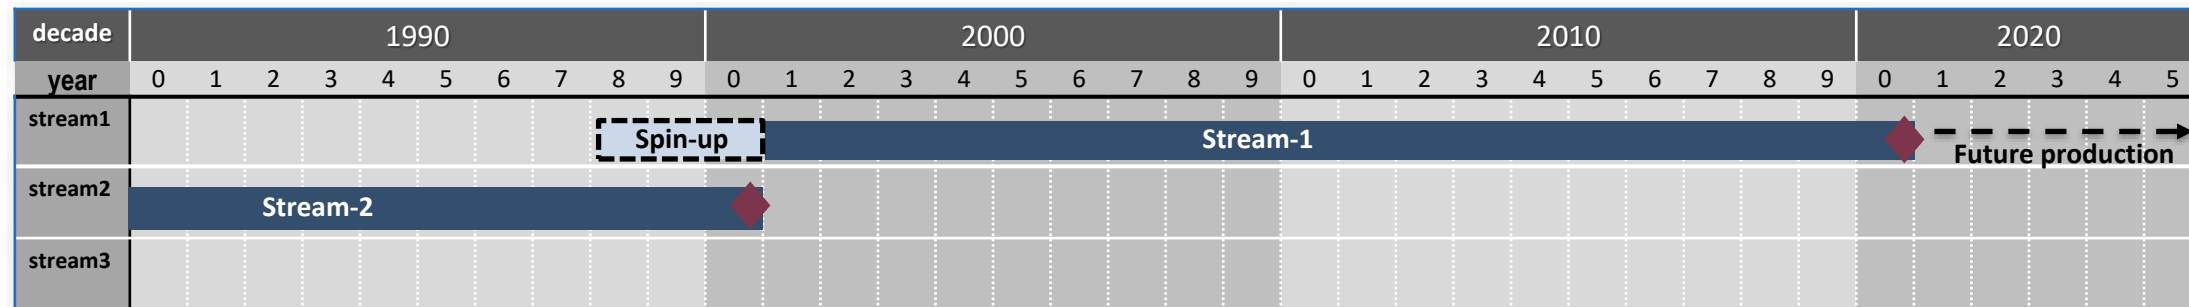 decade 1990 2000 2010 2020
year 0 1 2 3 4 5 6 7 8 9 0 1 2 3 4 5 6 7 8 9 0 1 2 3 4 5 6 7 8 9 0 1 2 3 4 5
stream1 Spin-up Stream-1 Future production
stream2 Stream-2
stream3